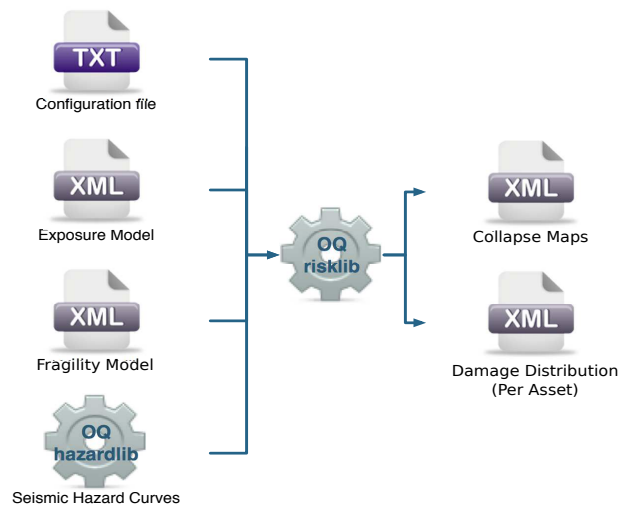 TXT
Configuration file
XML
Exposure Model
XML
Fragility Model
OQ
hazardlib
Seismic Hazard Curves
OQ
risklib
XML
Collapse Maps
XML
Damage Distribution
(Per Asset)